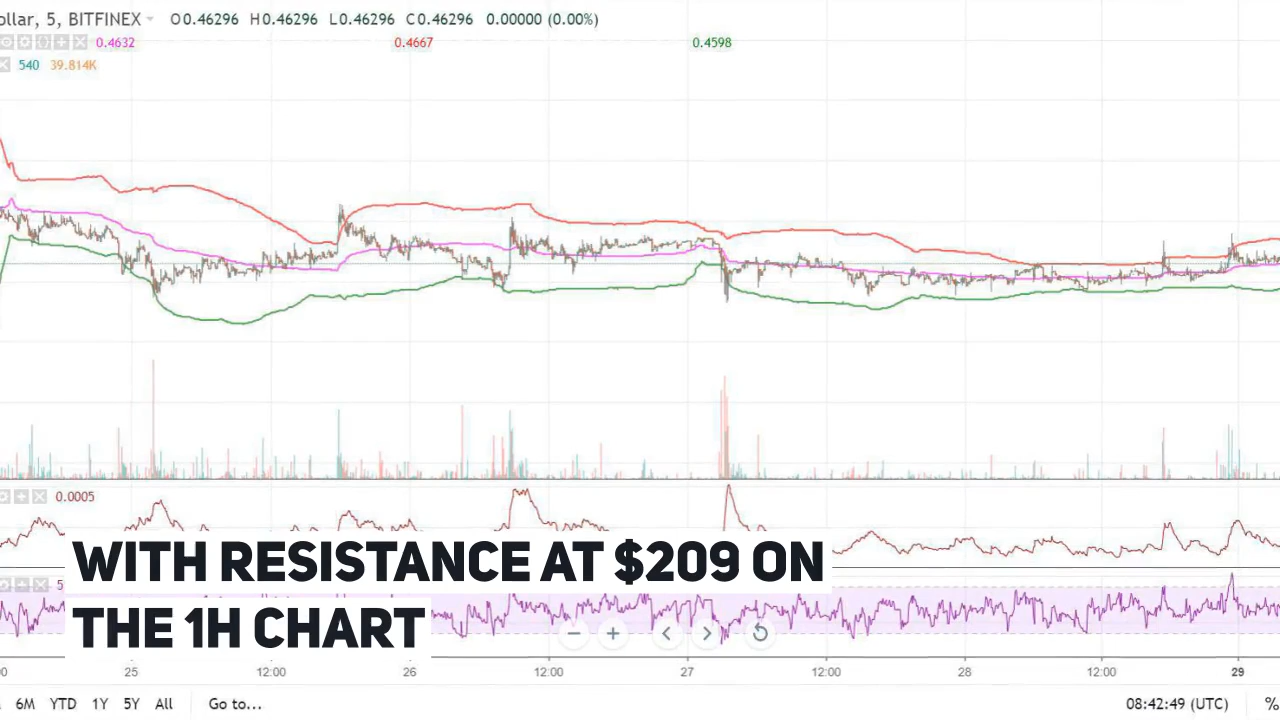 ollar, 5, BITFINEX O0.46296 H0.46296 L0.46296 C0.46296 0.00000 (0.00%)
0.4632 0.4667 0.4598
540 39.814K
0.0005
WITH RESISTANCE AT $209 ON
5
THE 1H CHART
25 12:00 26 12:00 27 12:00 28 12:00 29
6M YTD 1Y 5Y All Go to... 08:42:49 (UTC) %